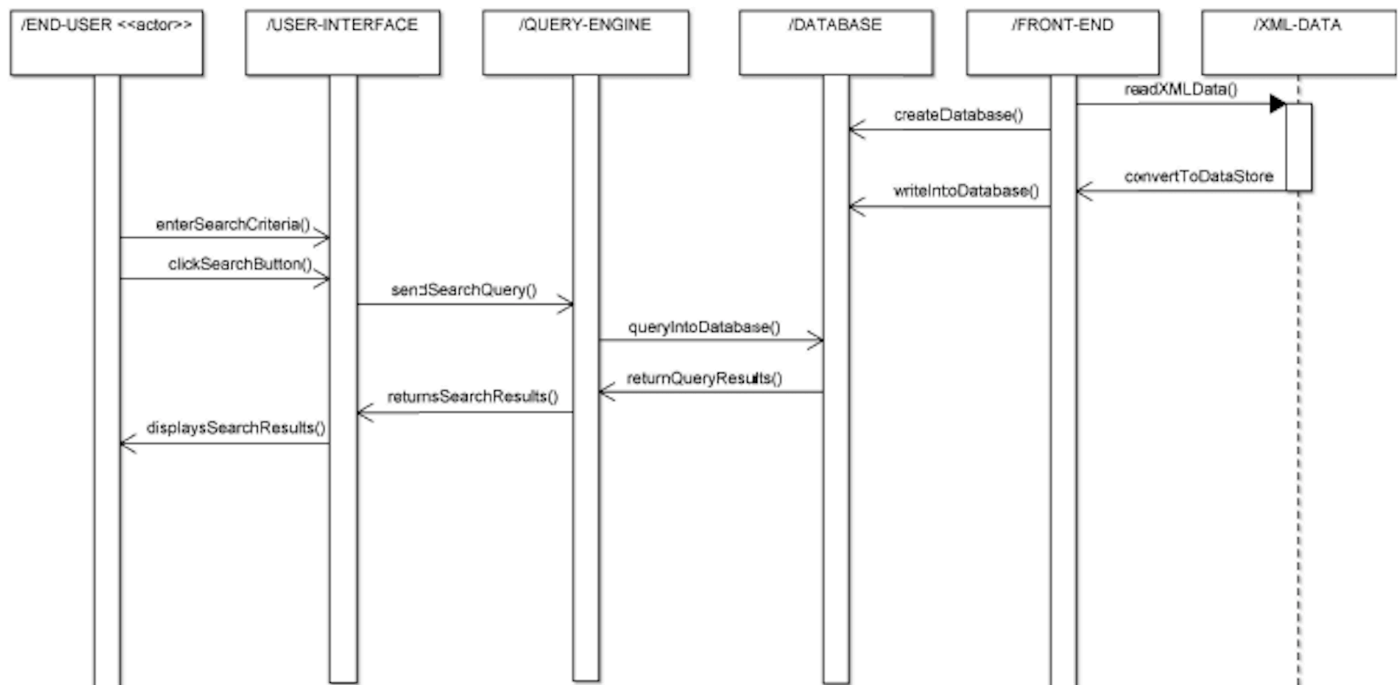 /END-USER <<actor>>
/USER-INTERFACE
/QUERY-ENGINE
/DATABASE
/FRONT-END
/XML-DATA
readXMLData()
createDatabase()
convertToDataStore
writeIntoDatabase()
enterSearchCriteria()
clickSearchButton()
sendSearchQuery()
queryIntoDatabase()
returnQueryResults()
returnsSearchResults()
displaysSearchResults()